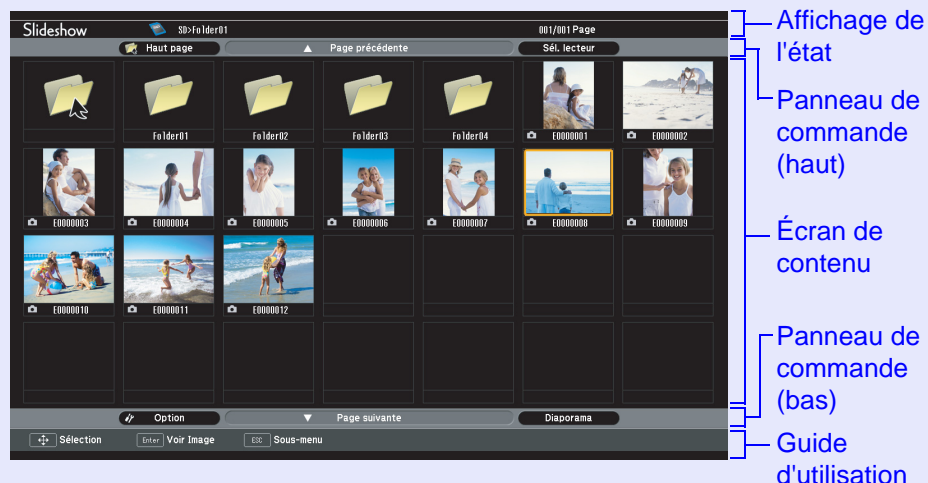 Slideshow SD>Folder01 001/001 Page
Haut page ▲ Page précédente Sél. lecteur
Folder01 Folder02 Folder03 Folder04 E0000001 E0000002
E0000003 E0000004 E0000005 E0000006 E0000007 E0000008 E0000009
E0000010 E0000011 E0000012
Option ▼ Page suivante Diaporama
Sélection Enter Voir Image ESC Sous-menu
Affichage de
l'état
Panneau de
commande
(haut)
Écran de
contenu
Panneau de
commande
(bas)
Guide
d'utilisation